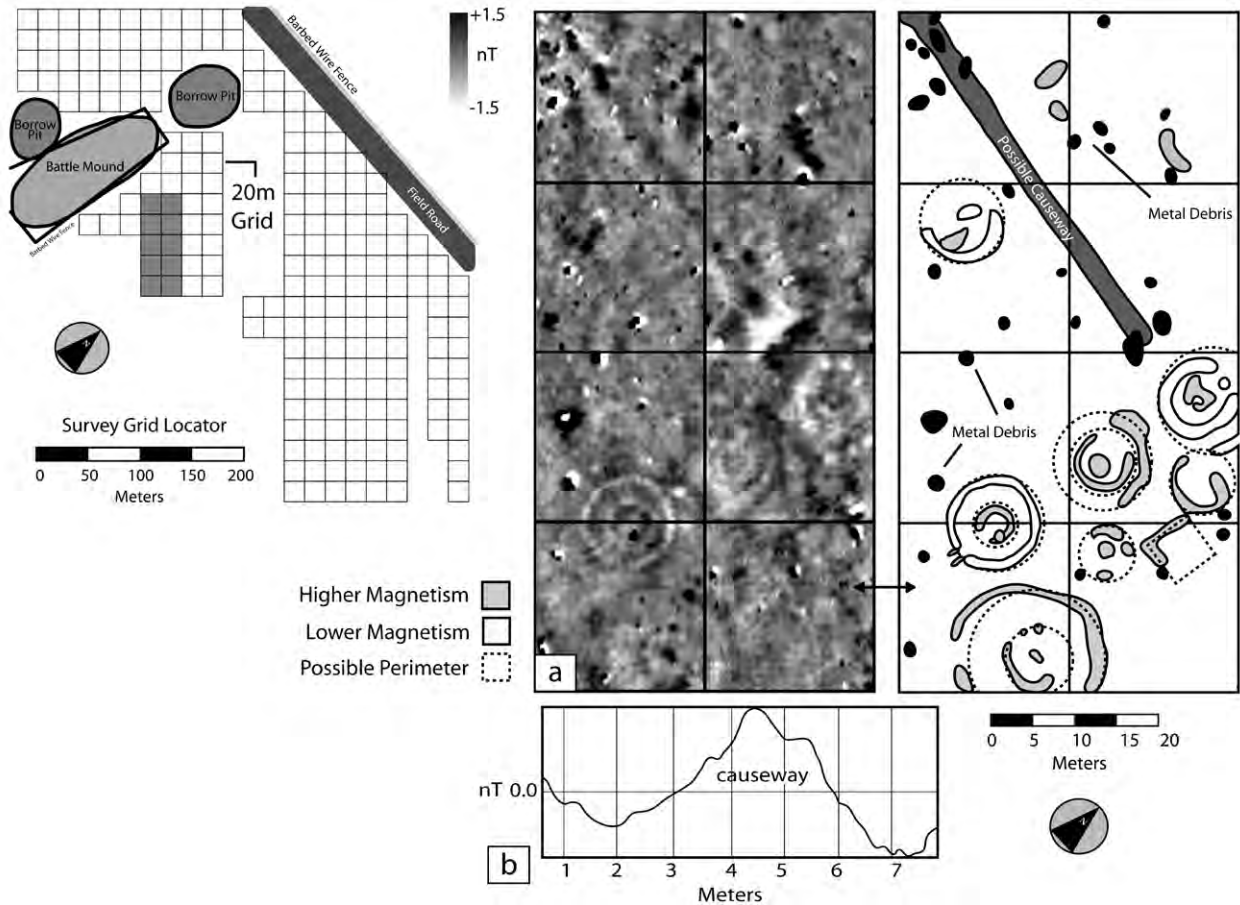 +1.5
nT
-1.5
Barbed Wire Fence
Borrow Pit
Borrow
Pit
Battle Mound
20m
Grid
Field Road
Barbed Wire Fence
N
Survey Grid Locator
0 50 100 150 200
Meters
Higher Magnetism
Lower Magnetism
Possible Perimeter
a
Possible Causeway
Metal Debris
Metal Debris
0 5 10 15 20
Meters
N
nT 0.0
causeway
b
1 2 3 4 5 6 7
Meters